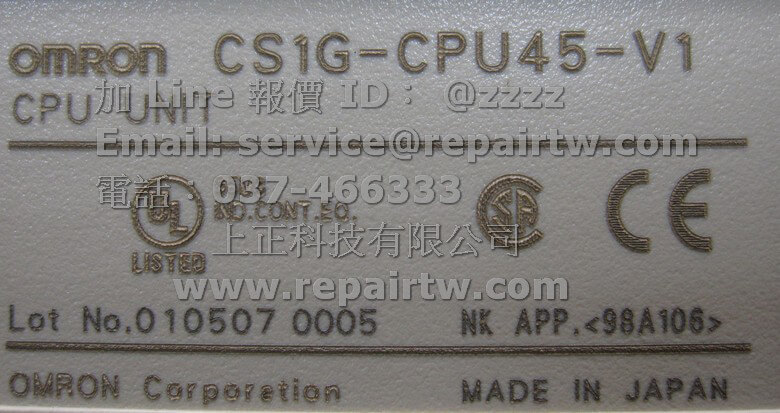 OMRON CS1G-CPU45-V1
加 Line 報價 ID： @zzzz
CPU UNIT
Email: service@repairtw.com
電話：037-466333
UL
IND.CONT.EQ.
上正科技有限公司
LISTED
www.repairtw.com
Lot No.010507 0005 NK APP.<98A106>
OMRON Corporation MADE IN JAPAN